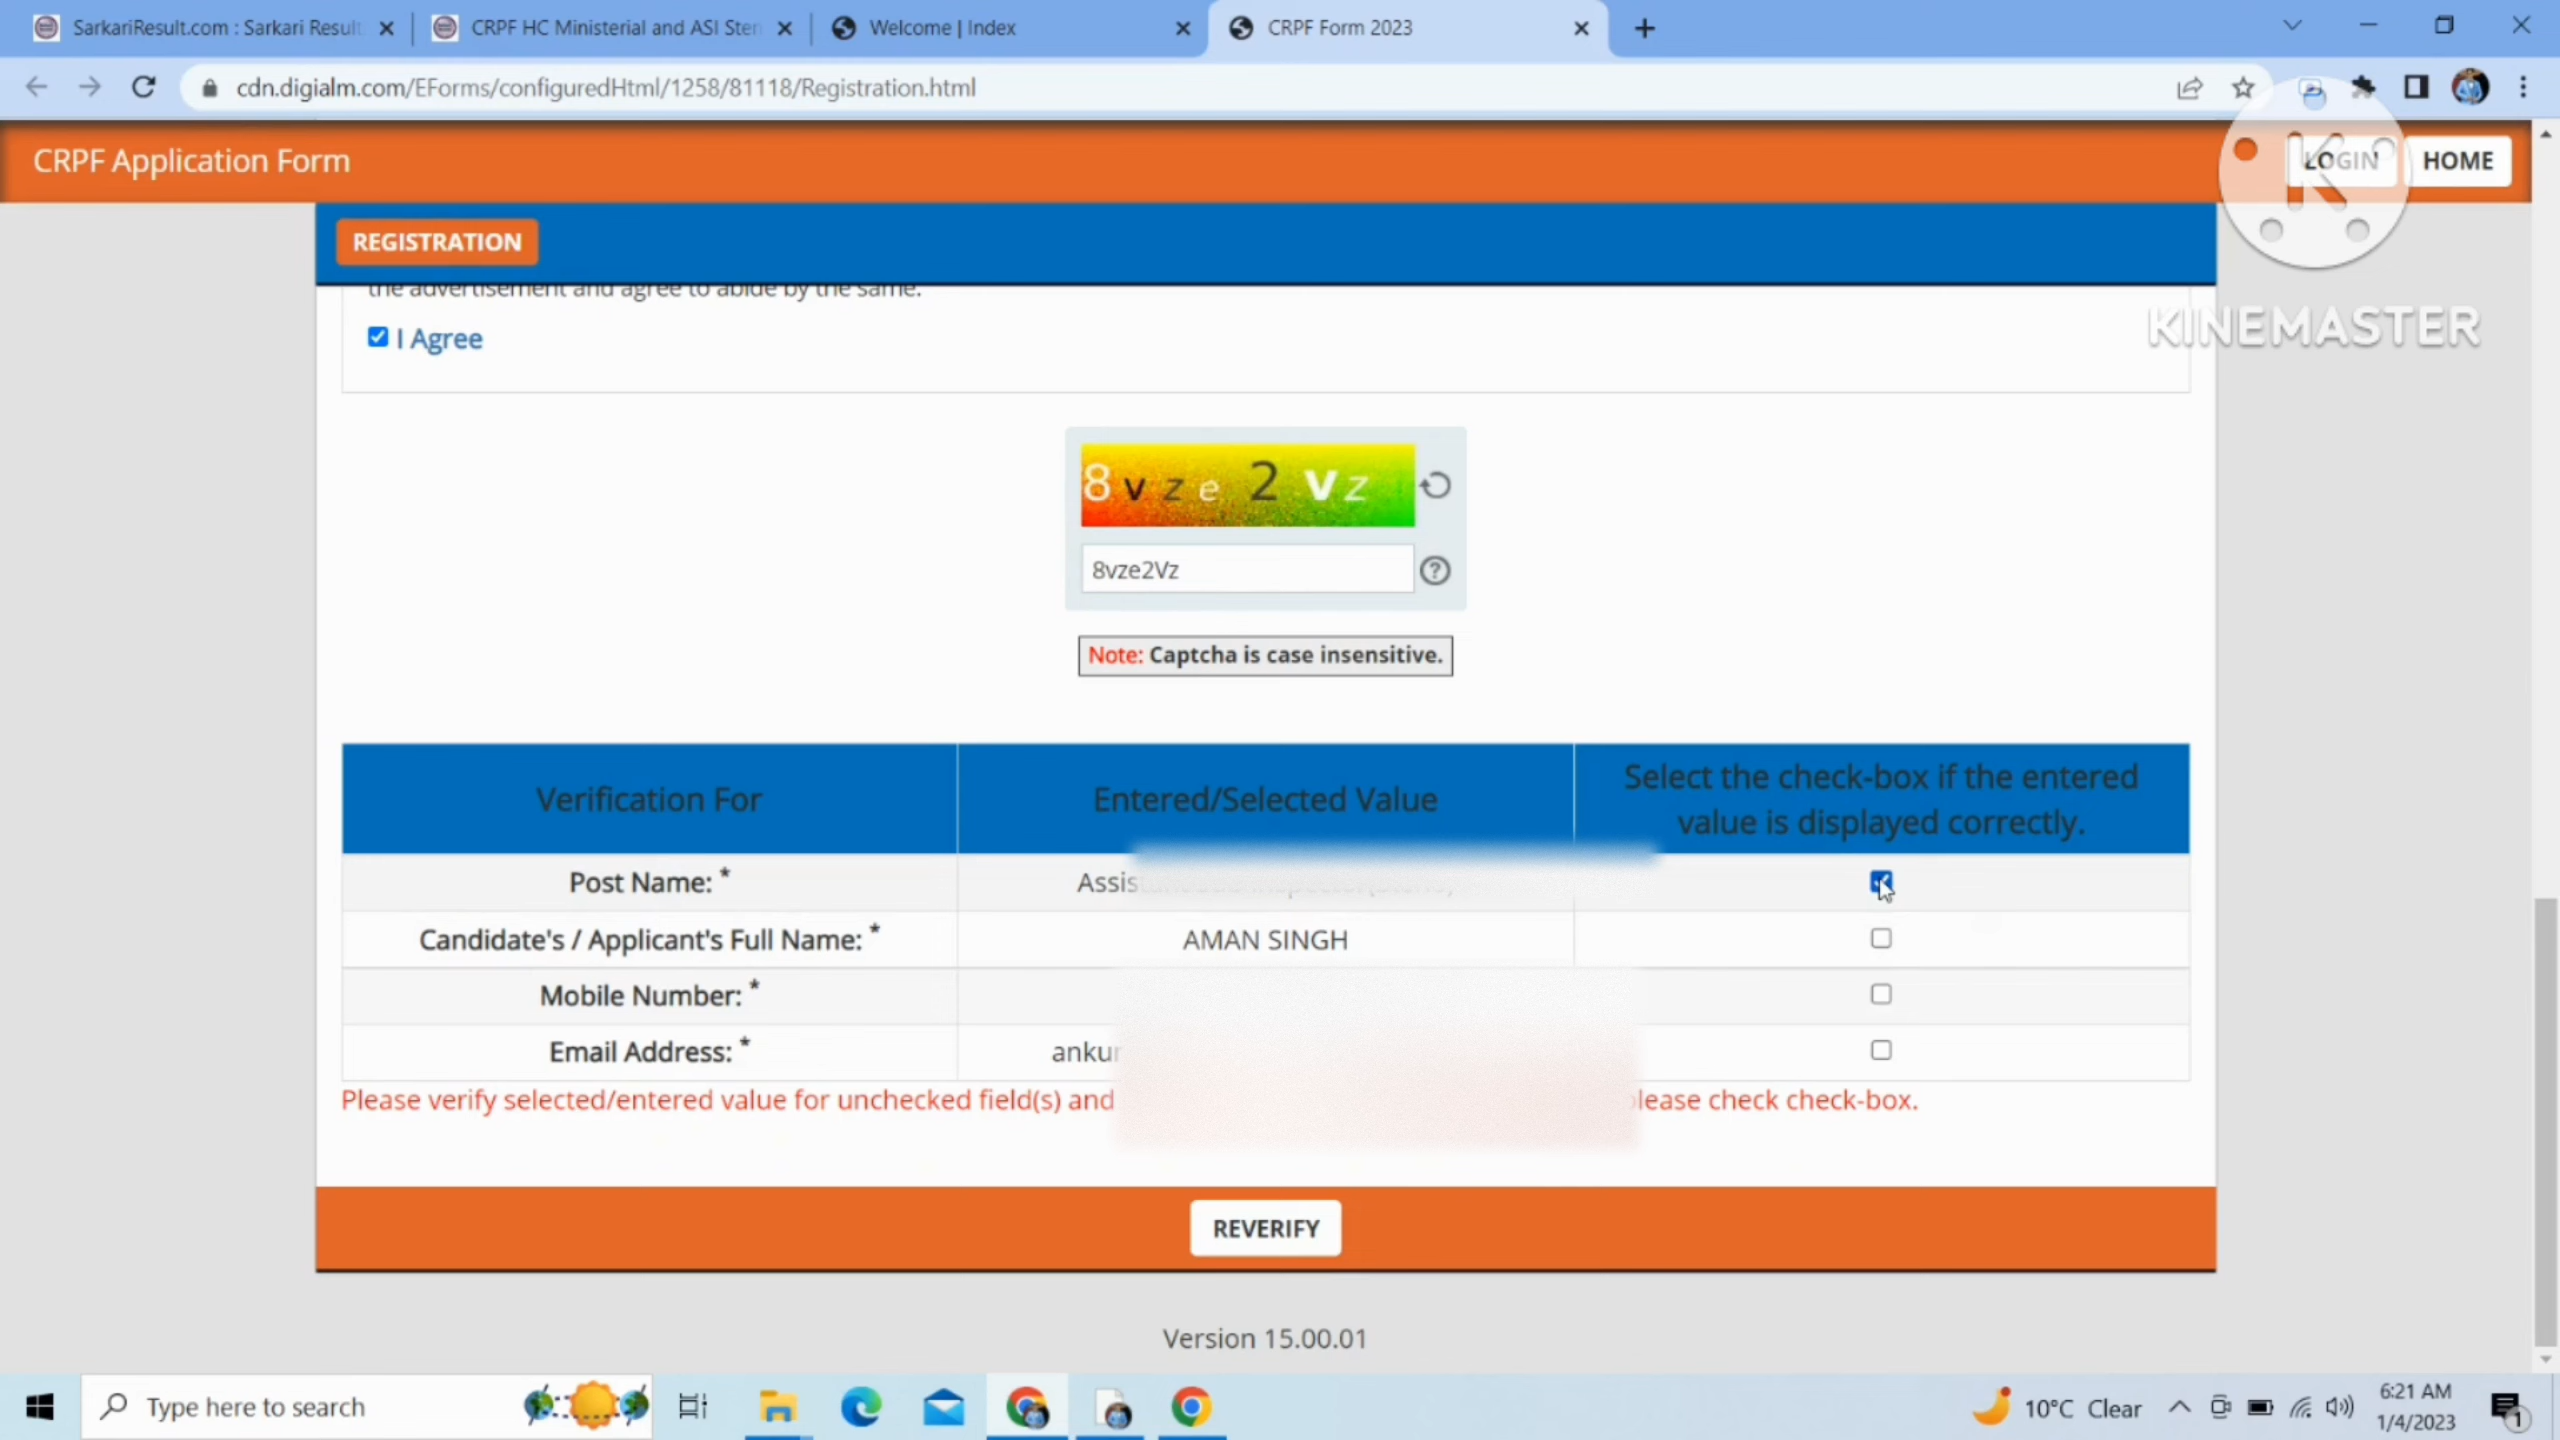 SarkariResult.com : Sarkari Result
CRPF HC Ministerial and ASI Sten
Welcome | Index
CRPF Form 2023
cdn.digialm.com/EForms/configuredHtml/1258/81118/Registration.html
CRPF Application Form
LOGIN
HOME
K
KINEMASTER
REGISTRATION
the advertisement and agree to abide by the same.
I Agree
8 v z e 2 v z
8vze2Vz
Note: Captcha is case insensitive.
Verification For
Entered/Selected Value
Select the check-box if the entered
value is displayed correctly.
Post Name: *
Candidate's / Applicant's Full Name: *
AMAN SINGH
Mobile Number: *
Email Address: *
Please verify selected/entered value for unchecked field(s) and please check check-box.
REVERIFY
Version 15.00.01
Type here to search
10°C Clear
6:21 AM
1/4/2023
1